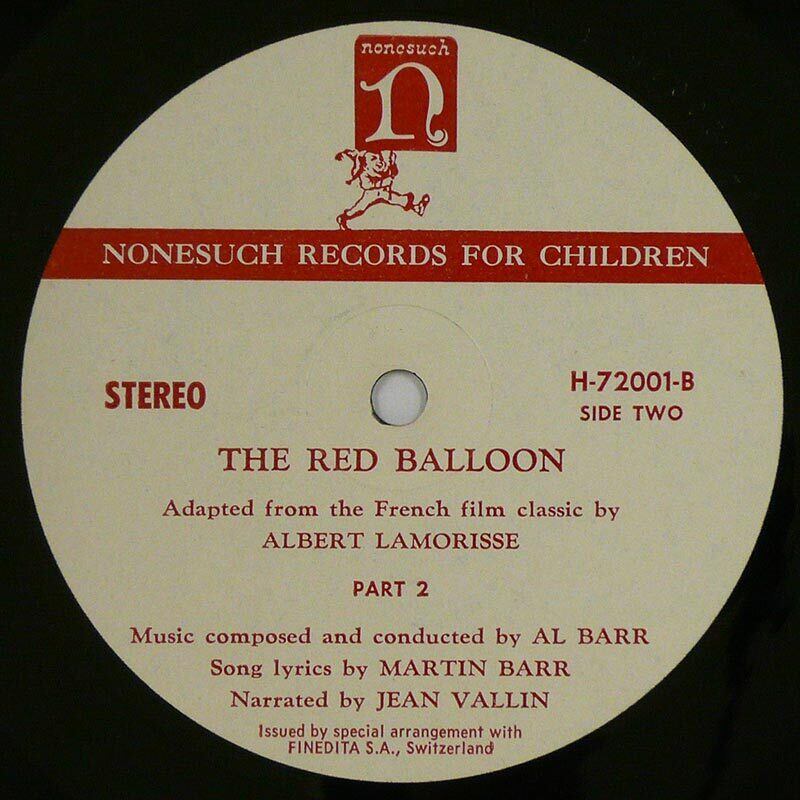 nonesuch
n
NONESUCH RECORDS FOR CHILDREN
STEREO
H-72001-B
SIDE TWO
THE RED BALLOON
Adapted from the French film classic by
ALBERT LAMORISSE
PART 2
Music composed and conducted by AL BARR
Song lyrics by MARTIN BARR
Narrated by JEAN VALLIN
Issued by special arrangement with
FINEDITA S.A., Switzerland